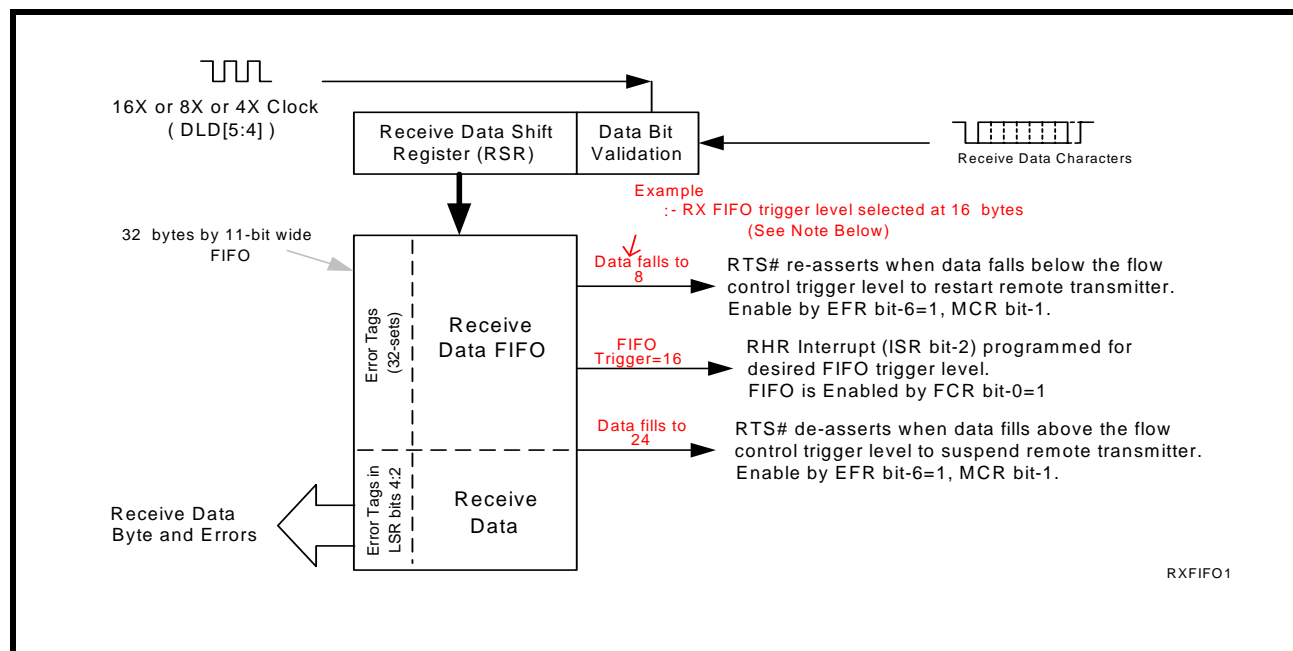 16X or 8X or 4X Clock
( DLD[5:4] )
Receive Data Shift
Register (RSR)
Data Bit
Validation
Receive Data Characters
Example
:- RX FIFO trigger level selected at 16 bytes
(See Note Below)
32 bytes by 11-bit wide
FIFO
Error Tags
(32-sets)
Receive
Data FIFO
Data falls to
8
RTS# re-asserts when data falls below the flow
control trigger level to restart remote transmitter.
Enable by EFR bit-6=1, MCR bit-1.
FIFO
Trigger=16
RHR Interrupt (ISR bit-2) programmed for
desired FIFO trigger level.
FIFO is Enabled by FCR bit-0=1
Data fills to
24
RTS# de-asserts when data fills above the flow
control trigger level to suspend remote transmitter.
Enable by EFR bit-6=1, MCR bit-1.
Error Tags in
LSR bits 4:2
Receive
Data
Receive Data
Byte and Errors
RXFIFO1